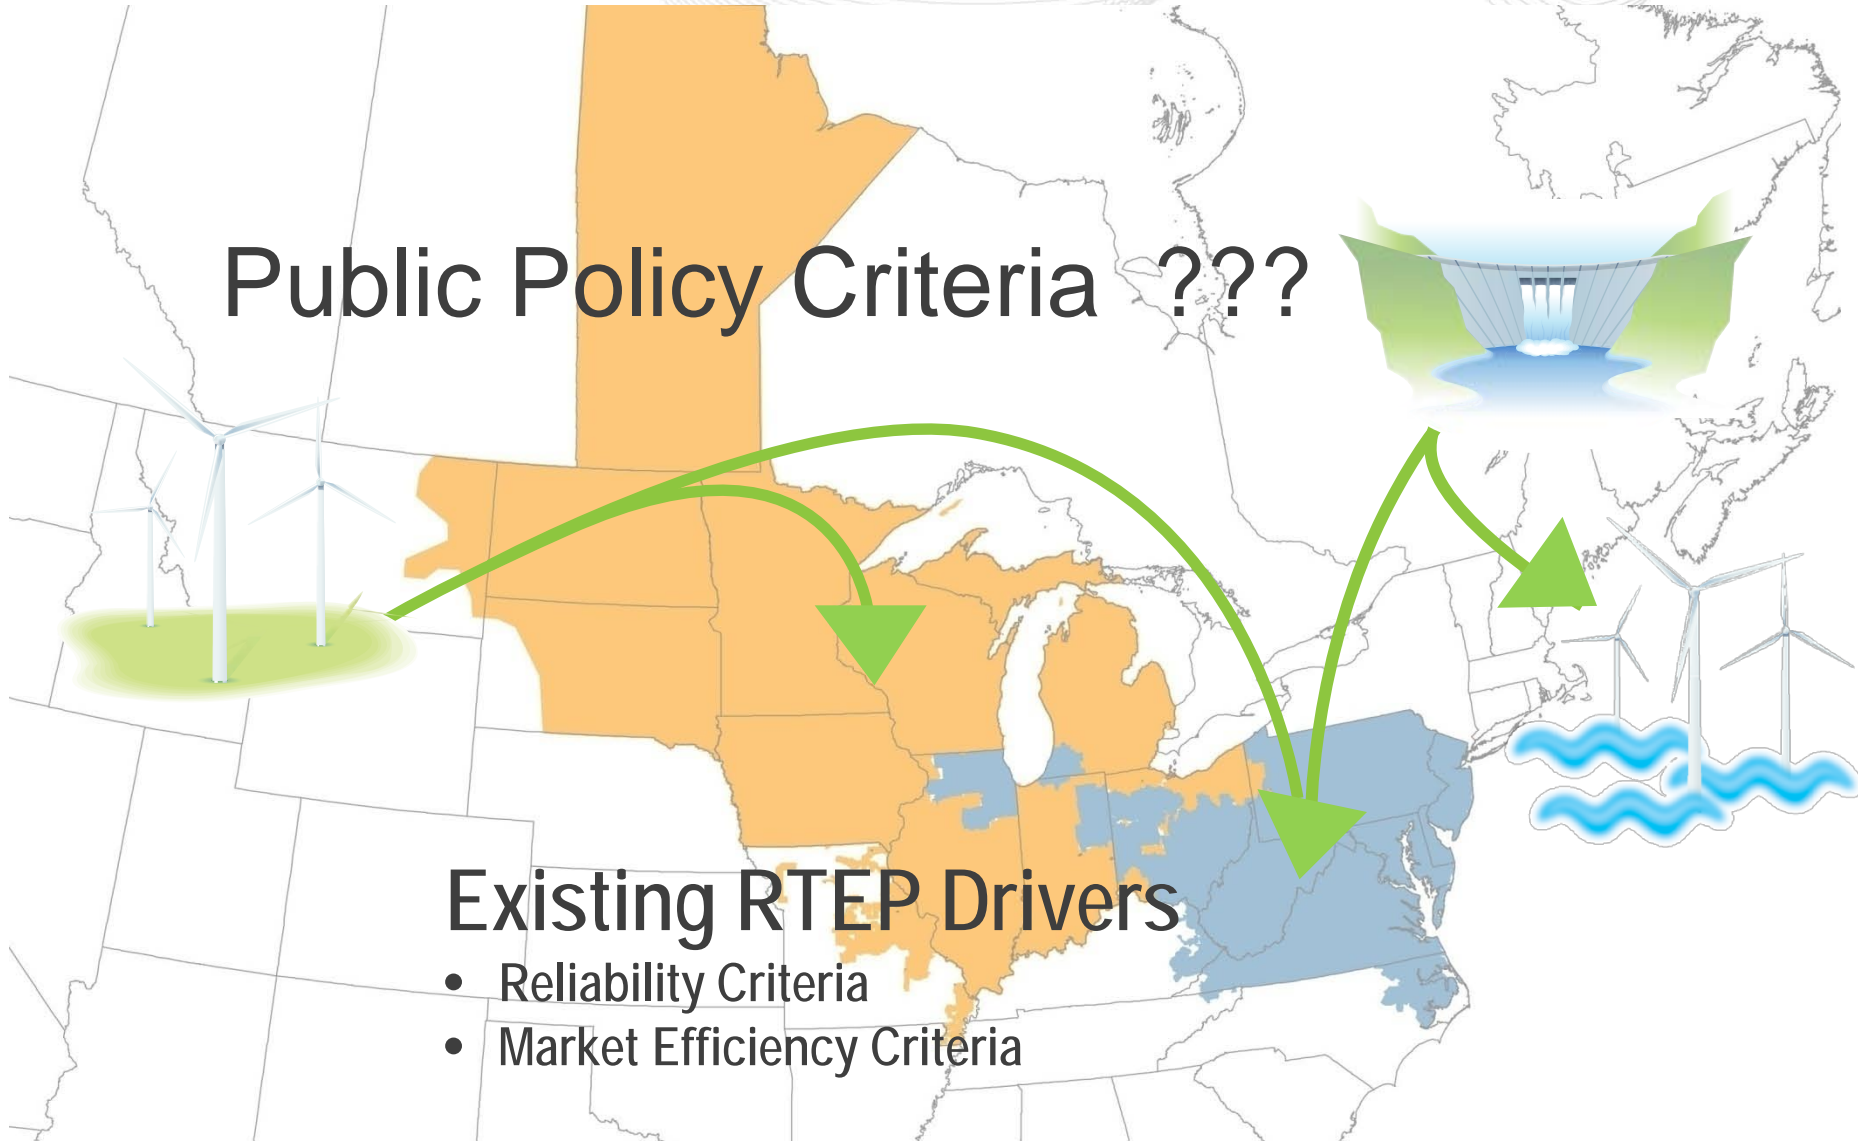 Public Policy Criteria ???
Existing RTEP Drivers
• Reliability Criteria
• Market Efficiency Criteria